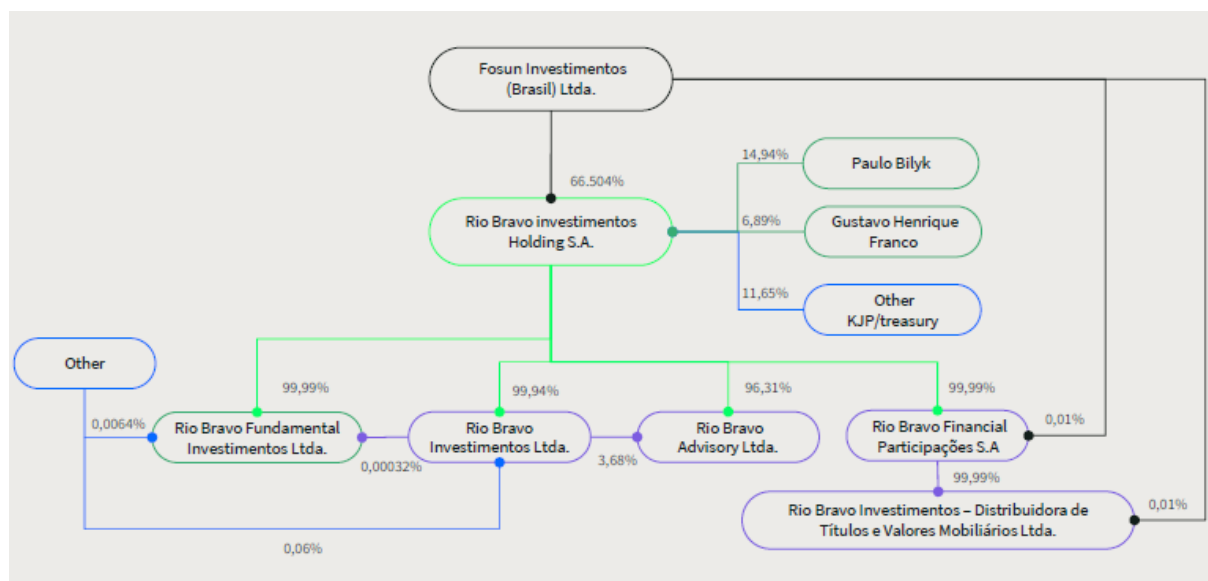 Fosun Investimentos
(Brasil) Ltda.
14,94%
Paulo Bilyk
66.504%
Rio Bravo investimentos
Holding S.A.
6,89%
Gustavo Henrique
Franco
11,65%
Other
KJP/treasury
Other
99,99%
99,94%
96,31%
99,99%
0,0064%
Rio Bravo Fundamental
Investimentos Ltda.
0,00032%
Rio Bravo
Investimentos Ltda.
3,68%
Rio Bravo
Advisory Ltda.
Rio Bravo Financial
Participações S.A
0,01%
99,99%
Rio Bravo Investimentos – Distribuidora de
Títulos e Valores Mobiliários Ltda.
0,01%
0,06%